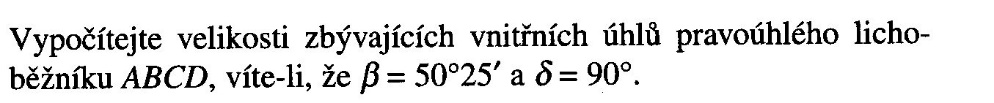 Vypočítejte velikosti zbývajících vnitřních úhlů pravoúhlého licho-
běžníku ABCD, víte-li, že β = 50°25′ a δ = 90°.